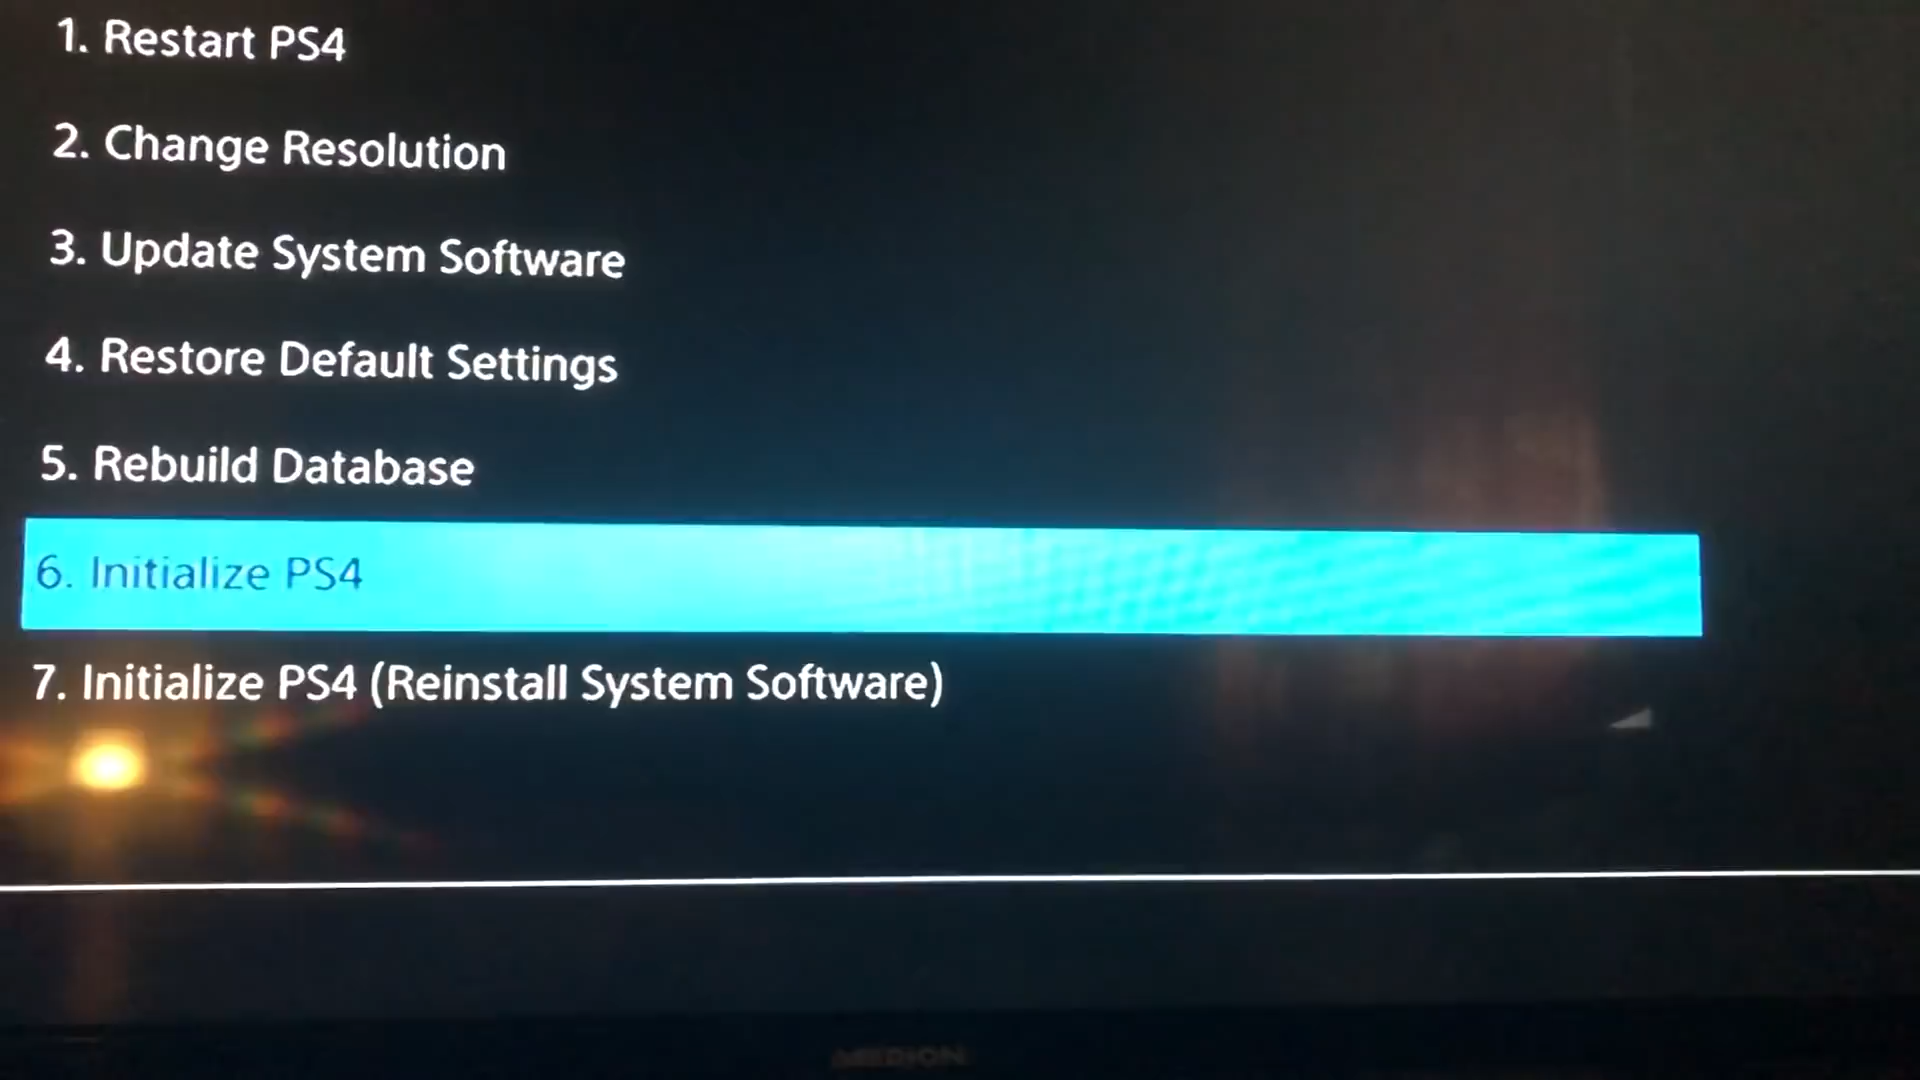 1. Restart PS4
2. Change Resolution
3. Update System Software
4. Restore Default Settings
5. Rebuild Database
6. Initialize PS4
7. Initialize PS4 (Reinstall System Software)
MEDION